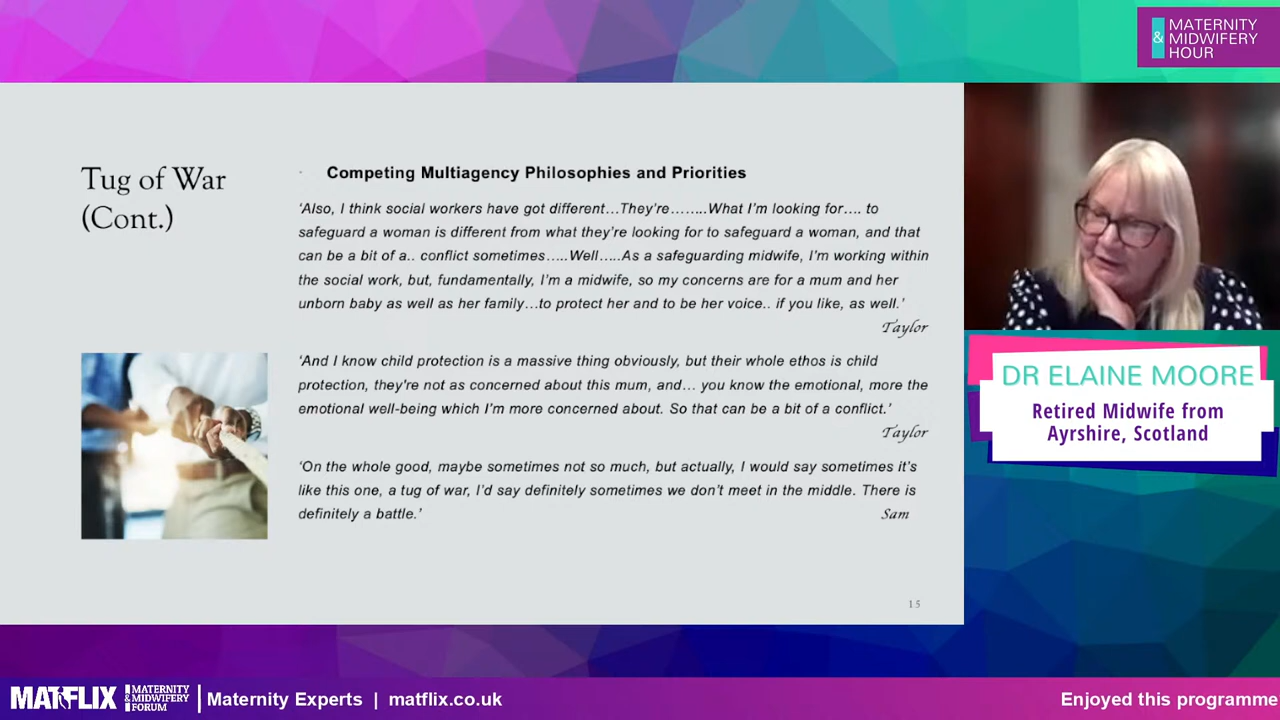 MATERNITY
& MIDWIFERY
HOUR
Tug of War
(Cont.)
· Competing Multiagency Philosophies and Priorities
‘Also, I think social workers have got different…They’re……..What I’m looking for…. to
safeguard a woman is different from what they’re looking for to safeguard a woman, and that
can be a bit of a.. conflict sometimes…..Well…..As a safeguarding midwife, I’m working within
the social work, but, fundamentally, I’m a midwife, so my concerns are for a mum and her
unborn baby as well as her family…to protect her and to be her voice.. if you like, as well.’
Taylor
‘And I know child protection is a massive thing obviously, but their whole ethos is child
protection, they’re not as concerned about this mum, and… you know the emotional, more the
emotional well-being which I’m more concerned about. So that can be a bit of a conflict.’
Taylor
‘On the whole good, maybe sometimes not so much, but actually, I would say sometimes it’s
like this one, a tug of war, I’d say definitely sometimes we don’t meet in the middle. There is
definitely a battle.’
Sam
15
DR ELAINE MOORE
Retired Midwife from
Ayrshire, Scotland
MATFLIX
MATERNITY
& MIDWIFERY
FORUM
Maternity Experts | matflix.co.uk
Enjoyed this programme